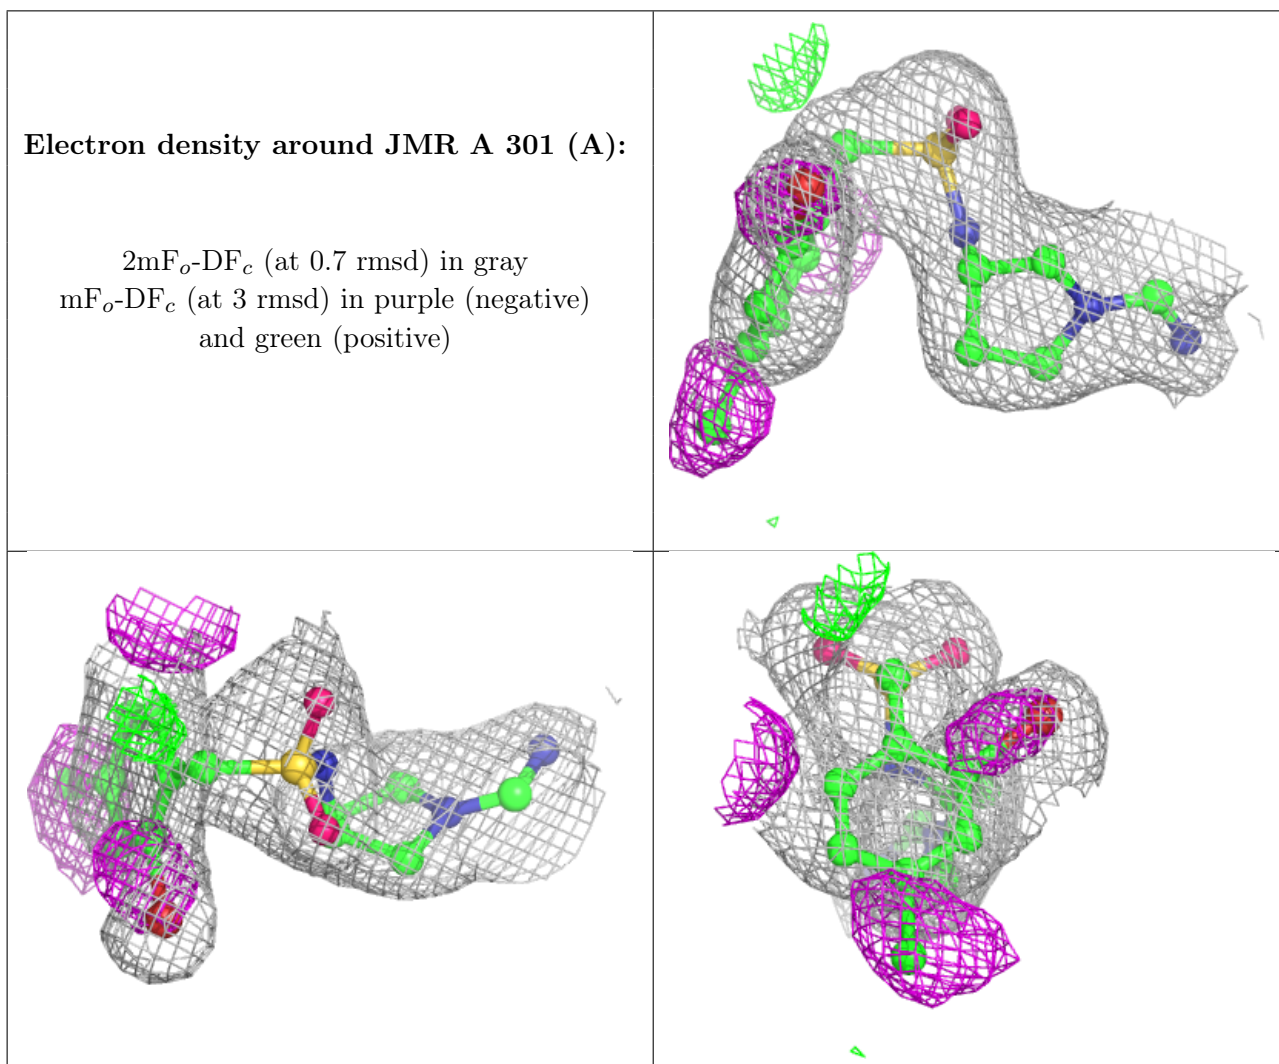 Electron density around JMR A 301 (A):
2mFo-DFc (at 0.7 rmsd) in gray
mFo-DFc (at 3 rmsd) in purple (negative)
and green (positive)